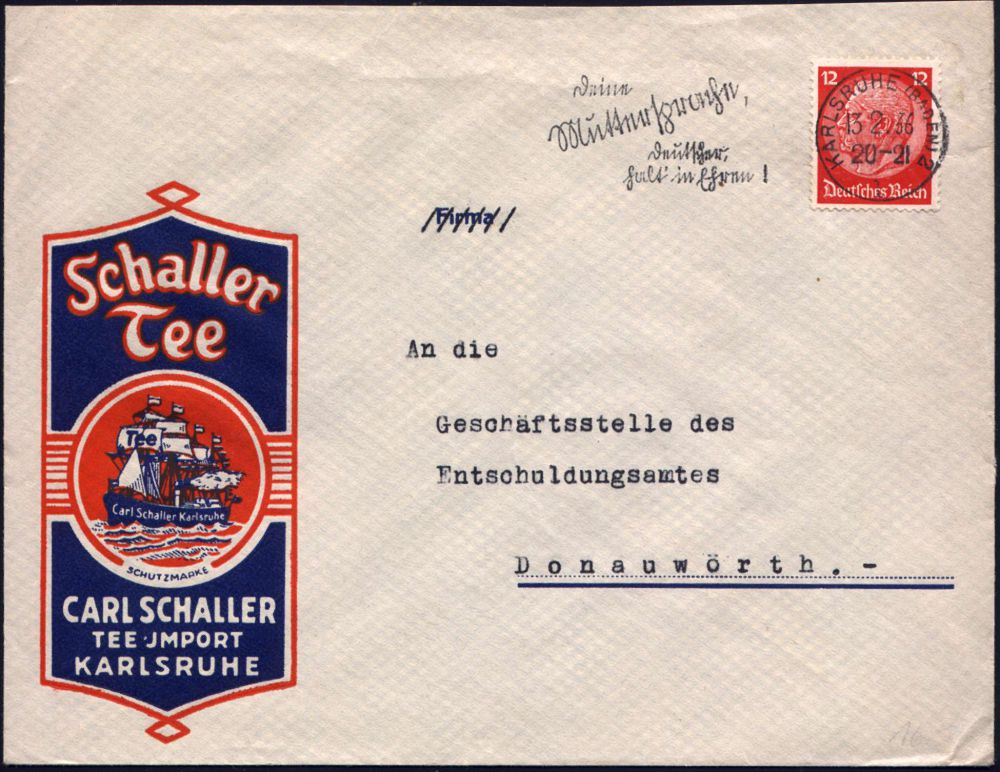 Deine
Muttersprache,
Deutscher,
halt' in Ehren!
12 12
KARLSRUHE (BADEN) 2
13.2.36
20-21
Deutsches Reich
Firma
Schaller
Tee
Tee
Carl Schaller Karlsruhe
SCHUTZMARKE
CARL SCHALLER
TEE-JMPORT
KARLSRUHE
An die
Geschäftsstelle des
Entschuldungsamtes
Donauwörth.-